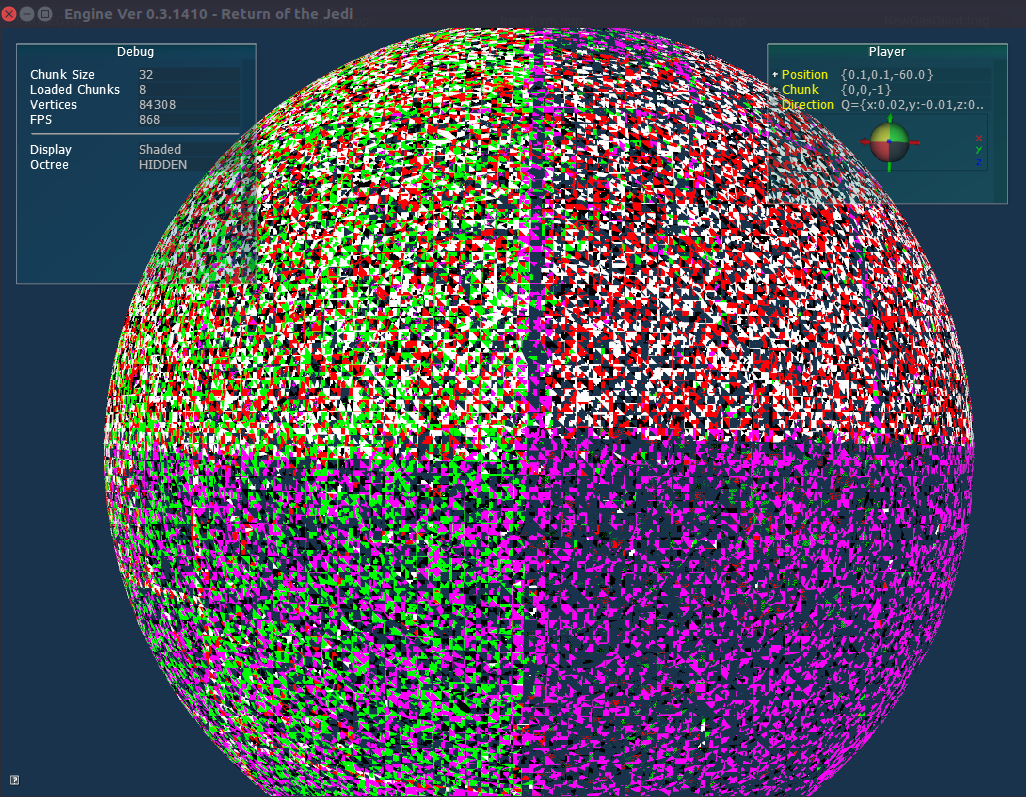 Engine Ver 0.3.1410 - Return of the Jedi
Debug
Chunk Size 32
Loaded Chunks 8
Vertices 84308
FPS 868
Display Shaded
Octree HIDDEN
Player
+ Position {0.1,0.1,-60.0}
Chunk {0,0,-1}
Direction Q={x:0.02,y:-0.01,z:0..
X
Y
Z
?